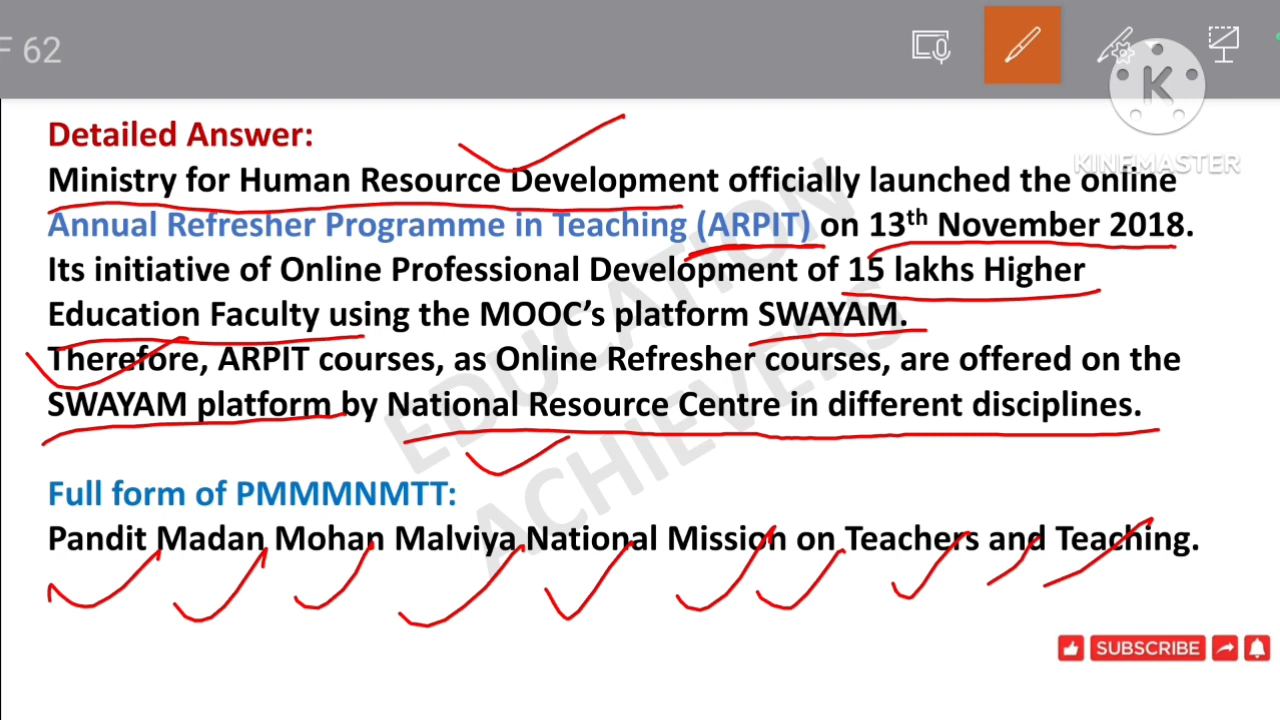 F 62
KINEMASTER
Detailed Answer:
Ministry for Human Resource Development officially launched the online
Annual Refresher Programme in Teaching (ARPIT) on 13th November 2018.
Its initiative of Online Professional Development of 15 lakhs Higher
Education Faculty using the MOOC’s platform SWAYAM.
Therefore, ARPIT courses, as Online Refresher courses, are offered on the
SWAYAM platform by National Resource Centre in different disciplines.
EDUCATION
ACHIEVERS
Full form of PMMMNMTT:
Pandit Madan Mohan Malviya National Mission on Teachers and Teaching.
SUBSCRIBE